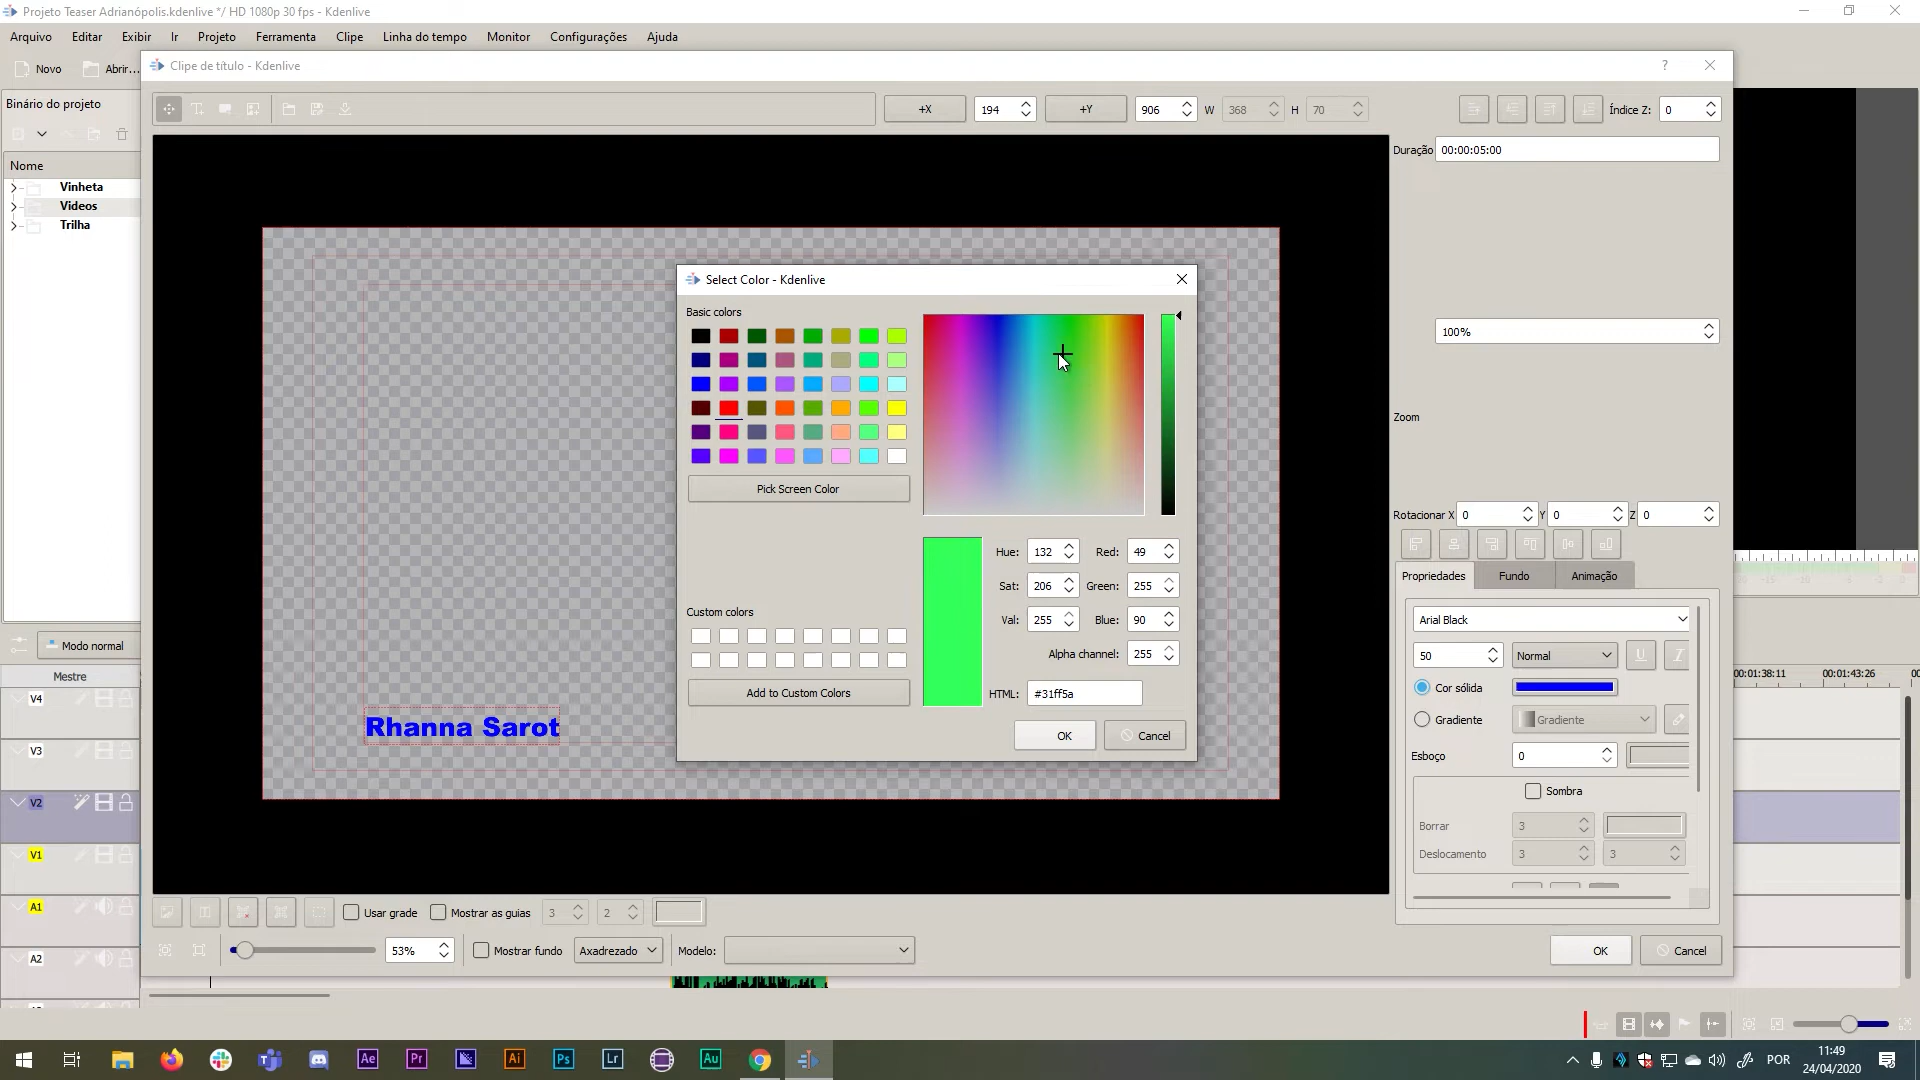 Projeto Teaser Adrianópolis.kdenlive */ HD 1080p 30 fps - Kdenlive
Arquivo Editar Exibir Ir Projeto Ferramenta Clipe Linha do tempo Monitor Configurações Ajuda
Novo Abrir...
Clipe de título - Kdenlive
Binário do projeto
+X 194 +Y 906 W 368 H 70 Índice Z: 0
Duração 00:00:05:00
Nome
Vinheta
Videos
Trilha
Select Color - Kdenlive
Basic colors
100%
Zoom
Pick Screen Color
Rotacionar X 0 Y 0 Z 0
Hue: 132 Red: 49
Propriedades Fundo Animação
Sat: 206 Green: 255
Custom colors
Val: 255 Blue: 90
Arial Black
Modo normal
Alpha channel: 255
50 Normal U I
Mestre
00:01:38:11 00:01:43:26 00
Cor sólida
Add to Custom Colors
HTML: #31ff5a
V4
Gradiente Gradiente
Rhanna Sarot
OK Cancel
V3
Esboço 0
Sombra
V2
Borrar 3
V1
Deslocamento 3 3
A1
Usar grade Mostrar as guias 3 2
A2
53% Mostrar fundo Axadrezado Modelo:
OK Cancel
Ae Pr Ai Ps Lr Au
POR 11:49
24/04/2020